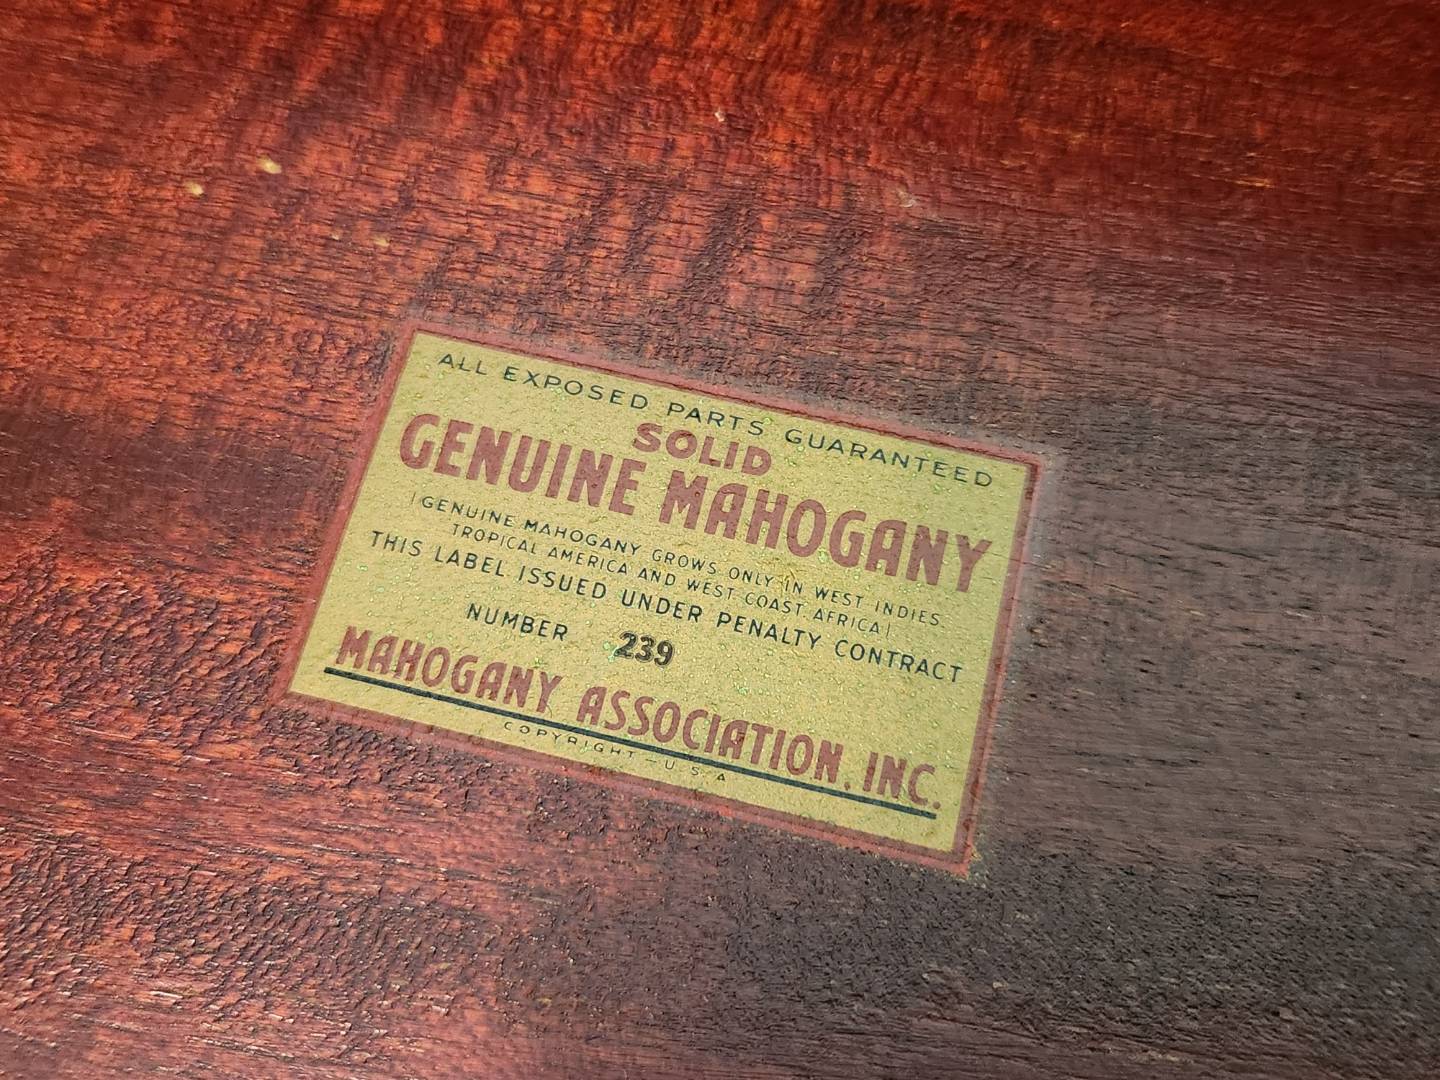 ALL EXPOSED PARTS GUARANTEED
SOLID
GENUINE MAHOGANY
(GENUINE MAHOGANY GROWS ONLY IN WEST INDIES.
TROPICAL AMERICA AND WEST COAST AFRICA)
THIS LABEL ISSUED UNDER PENALTY CONTRACT
NUMBER 239
MAHOGANY ASSOCIATION, INC.
COPYRIGHT - U S A